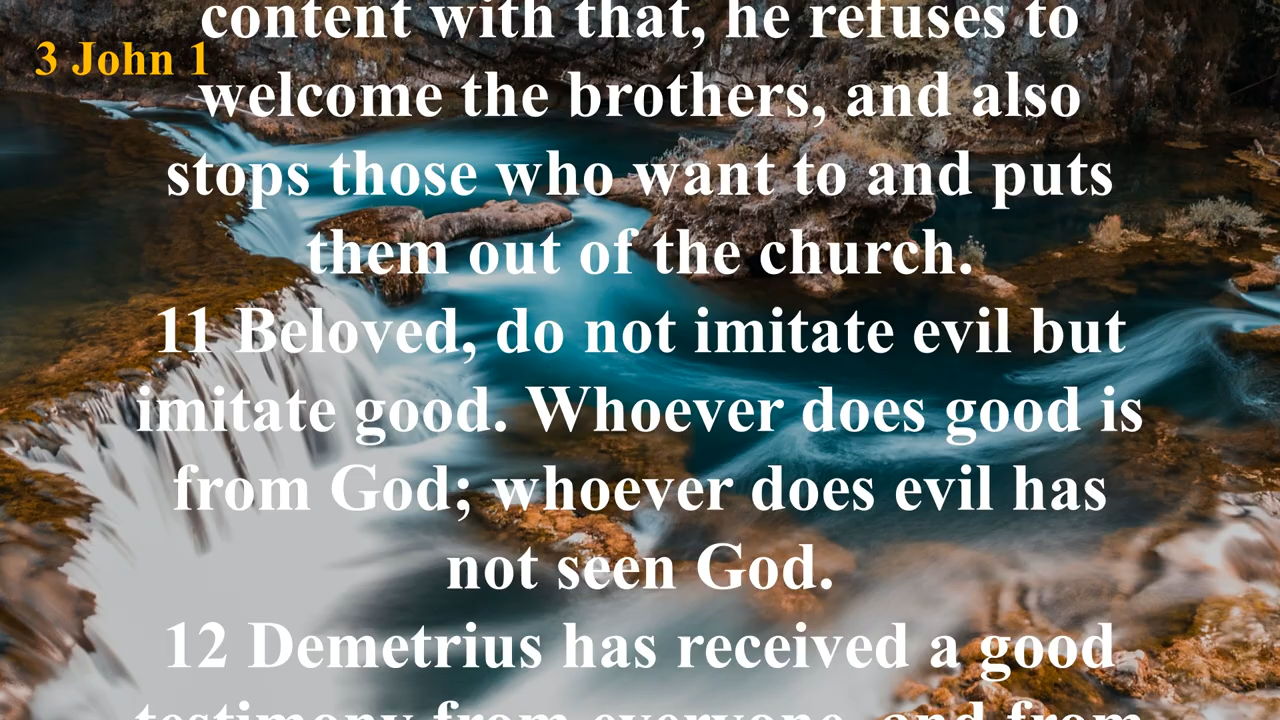 content with that, he refuses to
3 John 1
welcome the brothers, and also
stops those who want to and puts
them out of the church.
11 Beloved, do not imitate evil but
imitate good. Whoever does good is
from God; whoever does evil has
not seen God.
12 Demetrius has received a good
testimony from everyone, and from